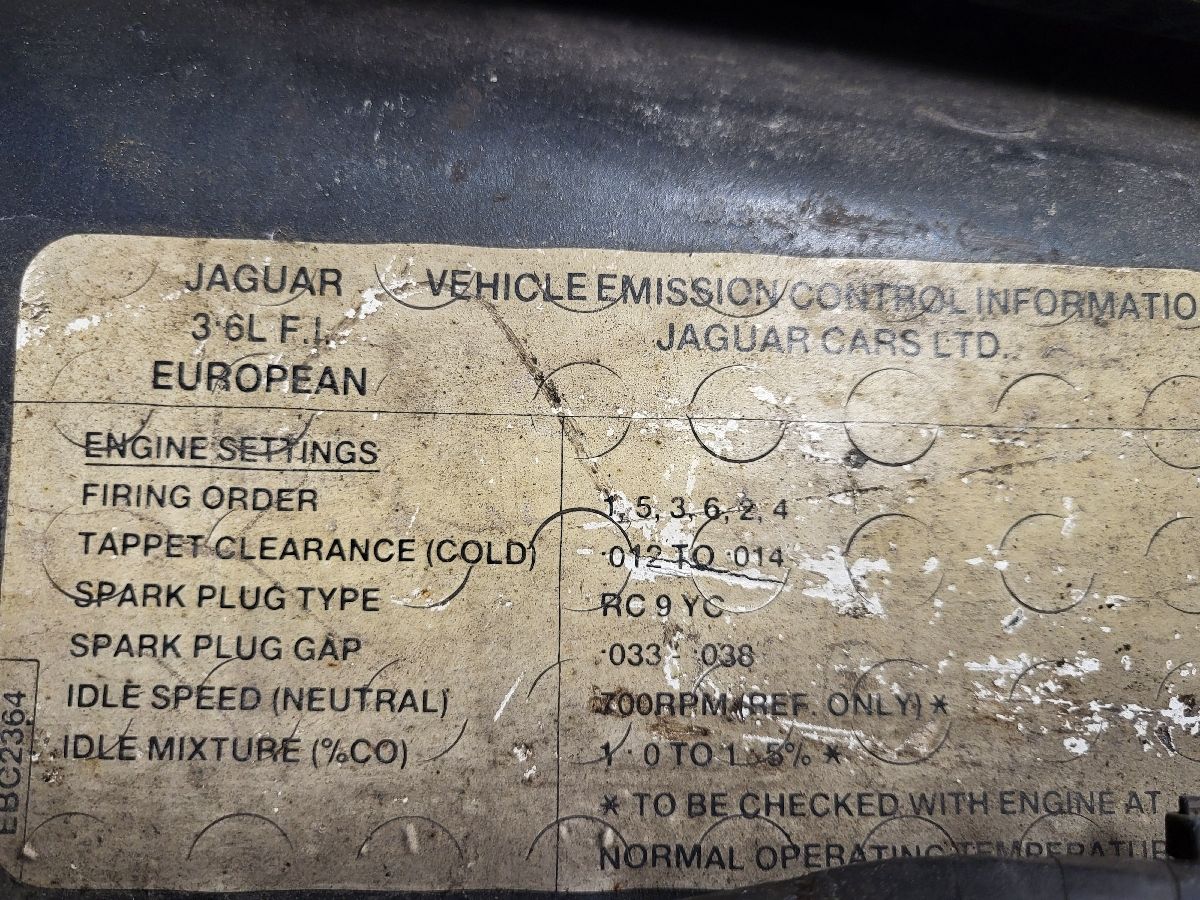 JAGUAR VEHICLE EMISSION CONTROL INFORMATIO
3·6L F.I. JAGUAR CARS LTD.
EUROPEAN
ENGINE SETTINGS
FIRING ORDER 1, 5, 3, 6, 2, 4
TAPPET CLEARANCE (COLD) ·012 TO ·014
SPARK PLUG TYPE RC 9 YC
SPARK PLUG GAP ·033 ·038
IDLE SPEED (NEUTRAL) 700RPM (REF. ONLY) *
IDLE MIXTURE (%CO) 1·0 TO 1·5% *
* TO BE CHECKED WITH ENGINE AT
NORMAL OPERATING TEMPERATURE
EBC2364